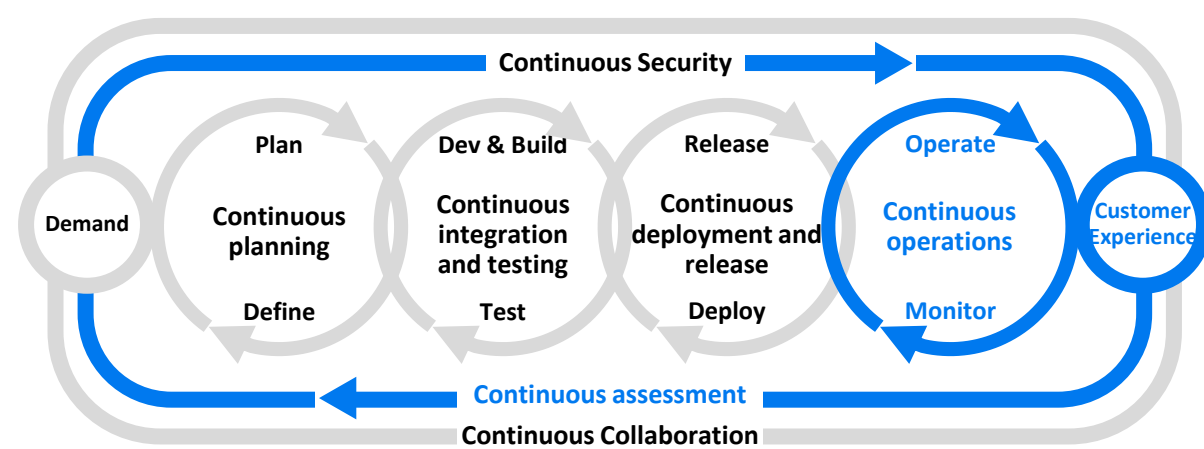 Continuous Security
Plan
Dev & Build
Release
Operate
Demand
Continuous
planning
Continuous
integration
and testing
Continuous
deployment and
release
Continuous
operations
Customer
Experience
Define
Test
Deploy
Monitor
Continuous assessment
Continuous Collaboration